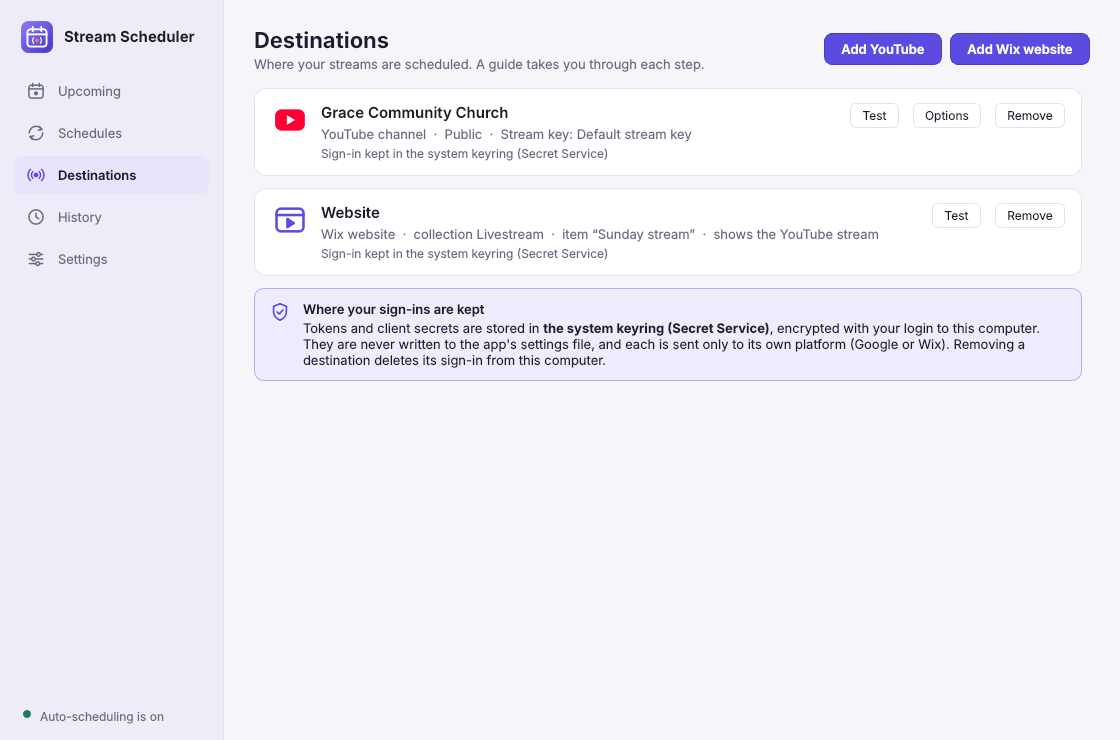 Stream Scheduler
Upcoming
Schedules
Destinations
History
Settings
Auto-scheduling is on
Destinations
Where your streams are scheduled. A guide takes you through each step.
Add YouTube
Add Wix website
Grace Community Church
YouTube channel · Public · Stream key: Default stream key
Sign-in kept in the system keyring (Secret Service)
Test
Options
Remove
Website
Wix website · collection Livestream · item “Sunday stream” · shows the YouTube stream
Sign-in kept in the system keyring (Secret Service)
Test
Remove
Where your sign-ins are kept
Tokens and client secrets are stored in the system keyring (Secret Service), encrypted with your login to this computer.
They are never written to the app's settings file, and each is sent only to its own platform (Google or Wix). Removing a
destination deletes its sign-in from this computer.